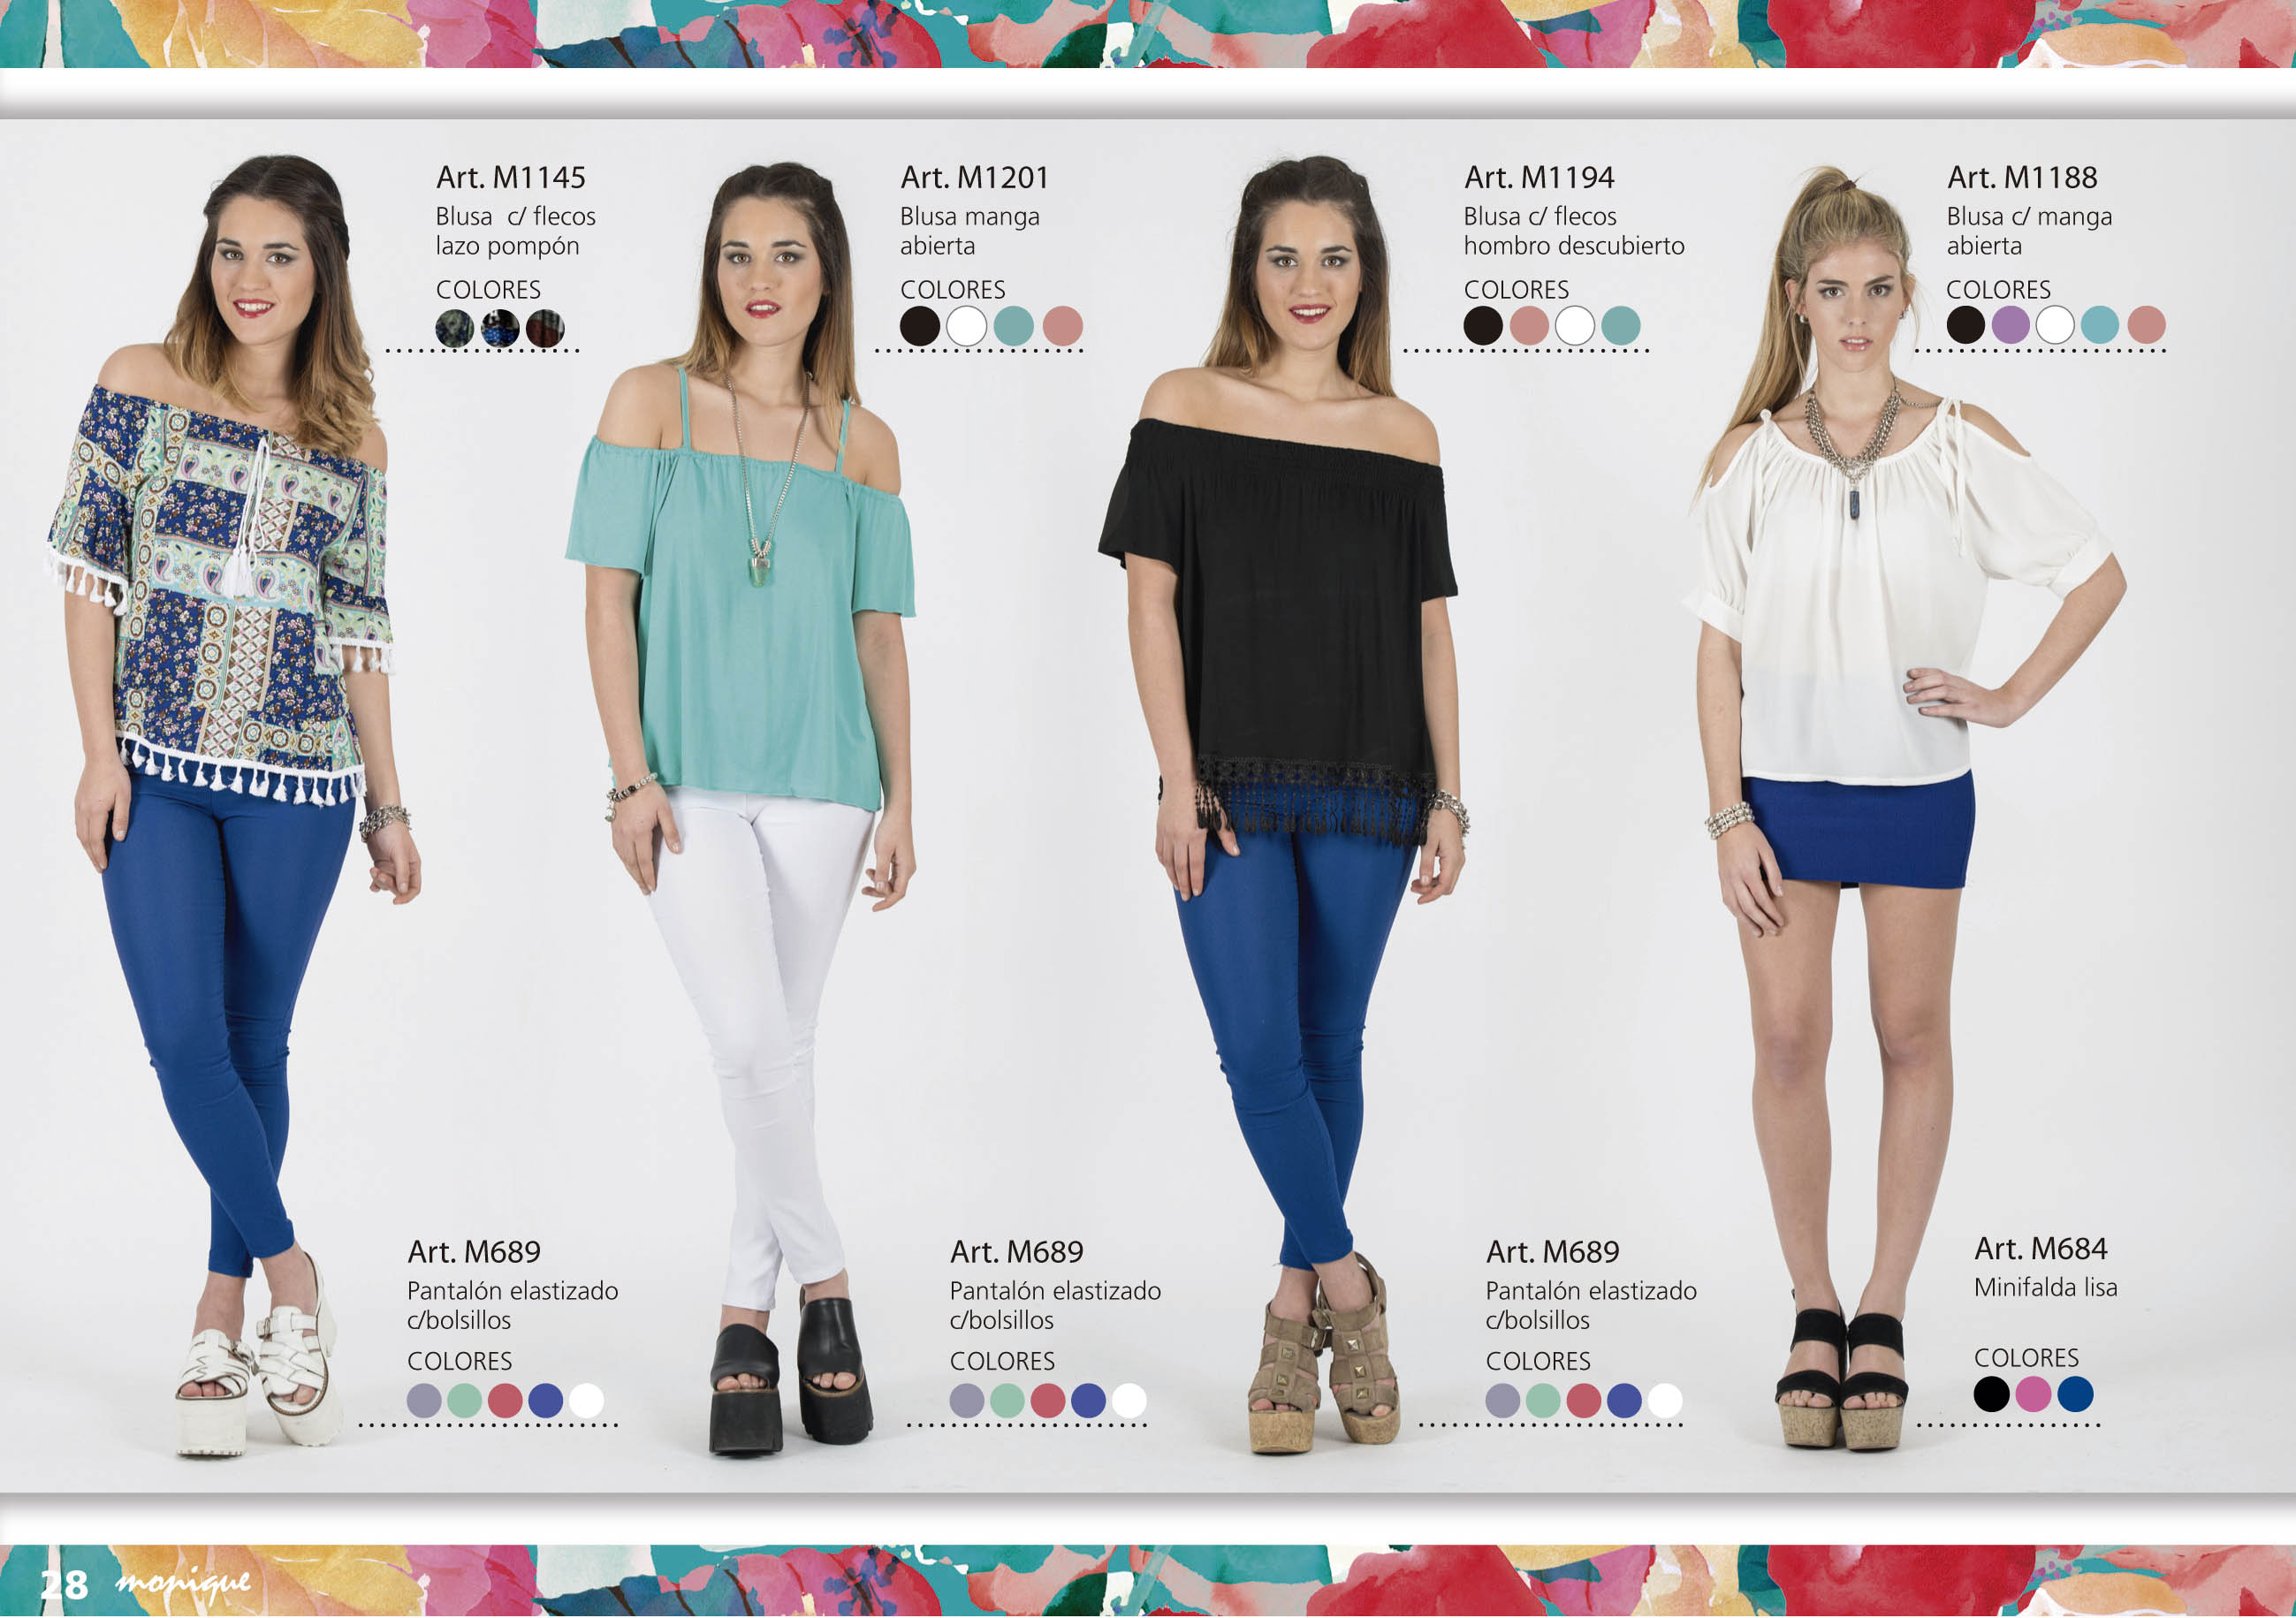 Art. M1145
Blusa c/ flecos
lazo pompón
COLORES
Art. M1201
Blusa manga
abierta
COLORES
Art. M1194
Blusa c/ flecos
hombro descubierto
COLORES
Art. M1188
Blusa c/ manga
abierta
COLORES
Art. M689
Pantalón elastizado
c/bolsillos
COLORES
Art. M689
Pantalón elastizado
c/bolsillos
COLORES
Art. M689
Pantalón elastizado
c/bolsillos
COLORES
Art. M684
Minifalda lisa
COLORES
28 monique